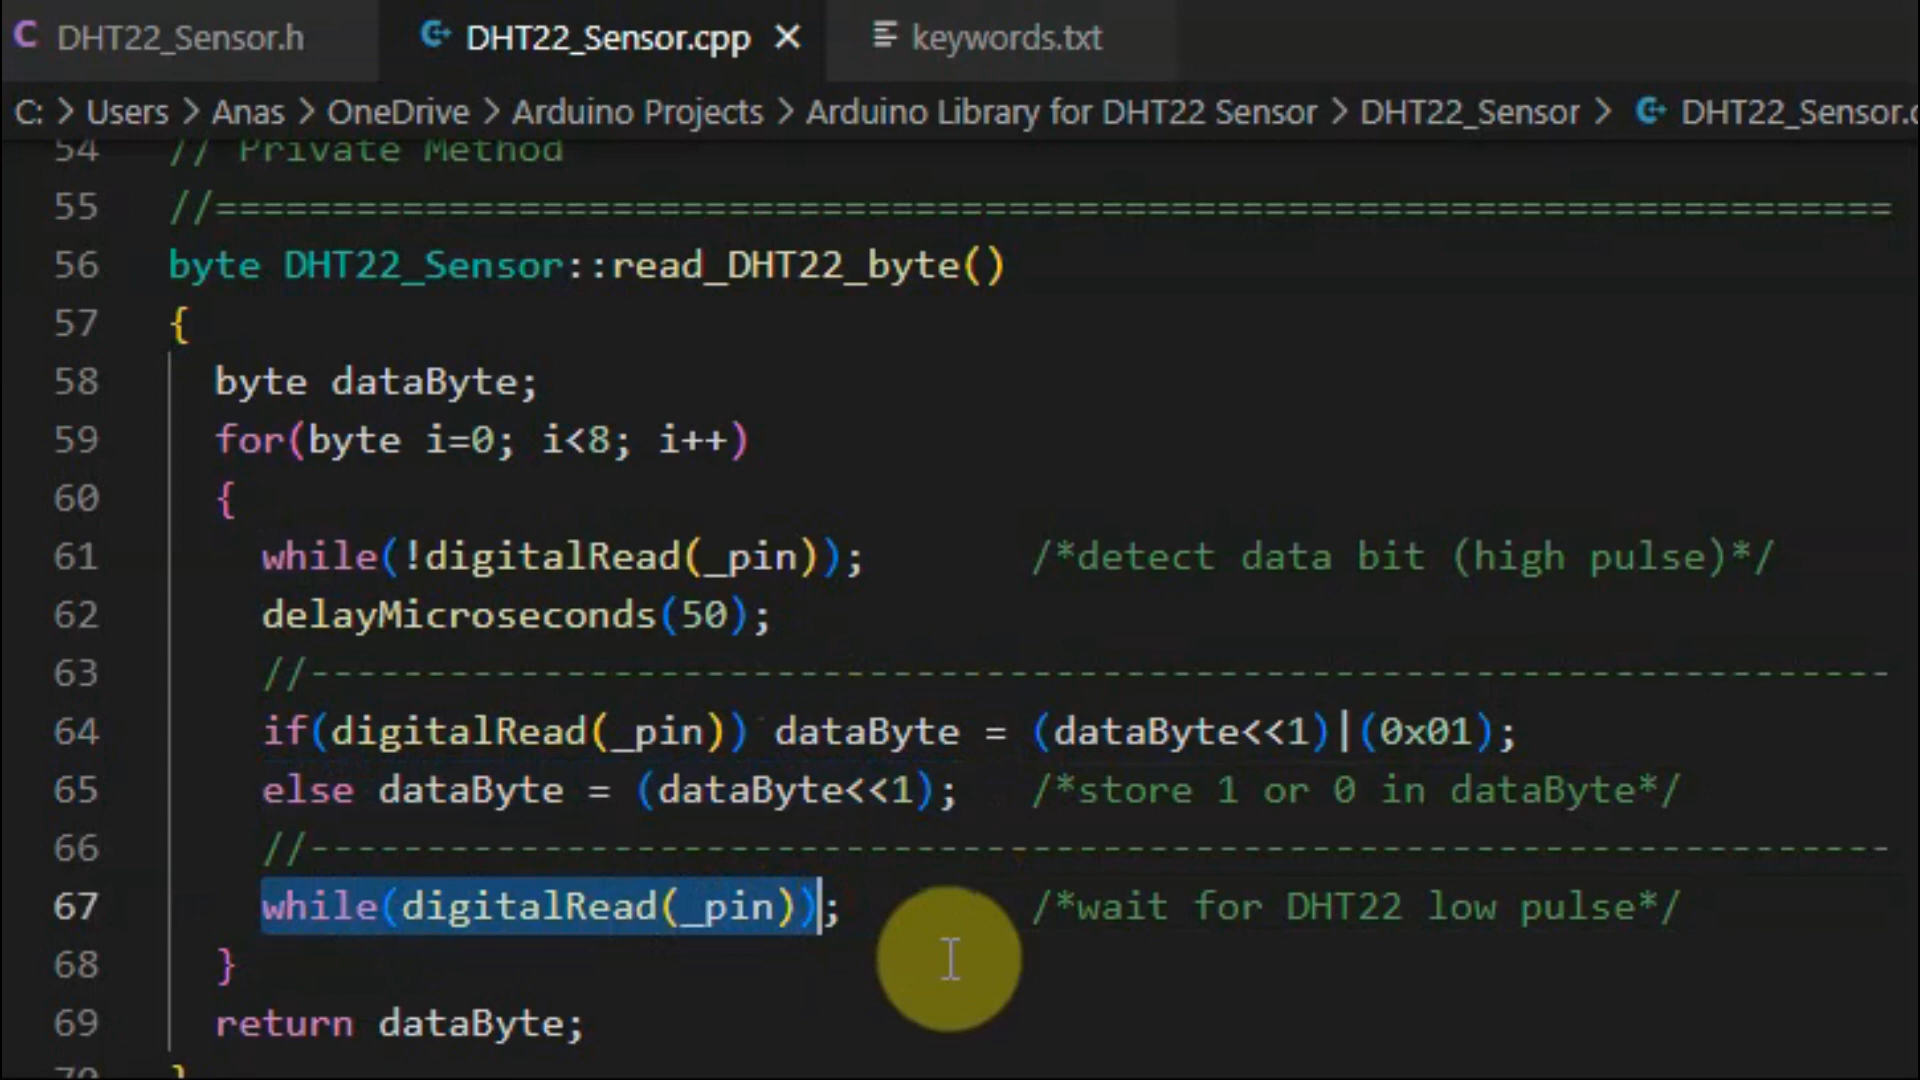 DHT22_Sensor.h DHT22_Sensor.cpp keywords.txt
C: > Users > Anas > OneDrive > Arduino Projects > Arduino Library for DHT22 Sensor > DHT22_Sensor > DHT22_Sensor.c
54 // Private Method
55 //=========================================================================
56 byte DHT22_Sensor::read_DHT22_byte()
57 {
58 byte dataByte;
59 for(byte i=0; i<8; i++)
60 {
61 while(!digitalRead(_pin)); /*detect data bit (high pulse)*/
62 delayMicroseconds(50);
63 //---------------------------------------------------------------------
64 if(digitalRead(_pin)) dataByte = (dataByte<<1)|(0x01);
65 else dataByte = (dataByte<<1); /*store 1 or 0 in dataByte*/
66 //---------------------------------------------------------------------
67 while(digitalRead(_pin)); /*wait for DHT22 low pulse*/
68 }
69 return dataByte;
70 }